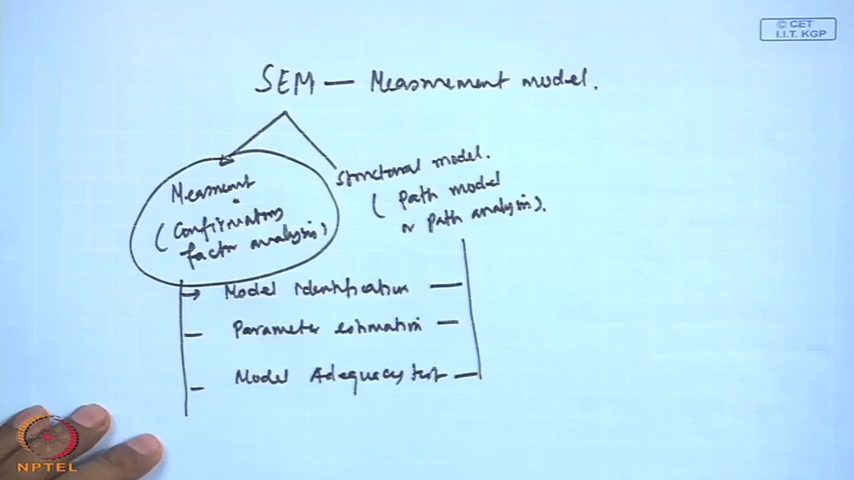 © CET
I.I.T. KGP
SEM — Measurement model.
Measment
(Confirmatory
factor analysis)
structural model.
(Path model
or path analysis).
Model identification
Parameter estimation
Model Adequacy test
NPTEL